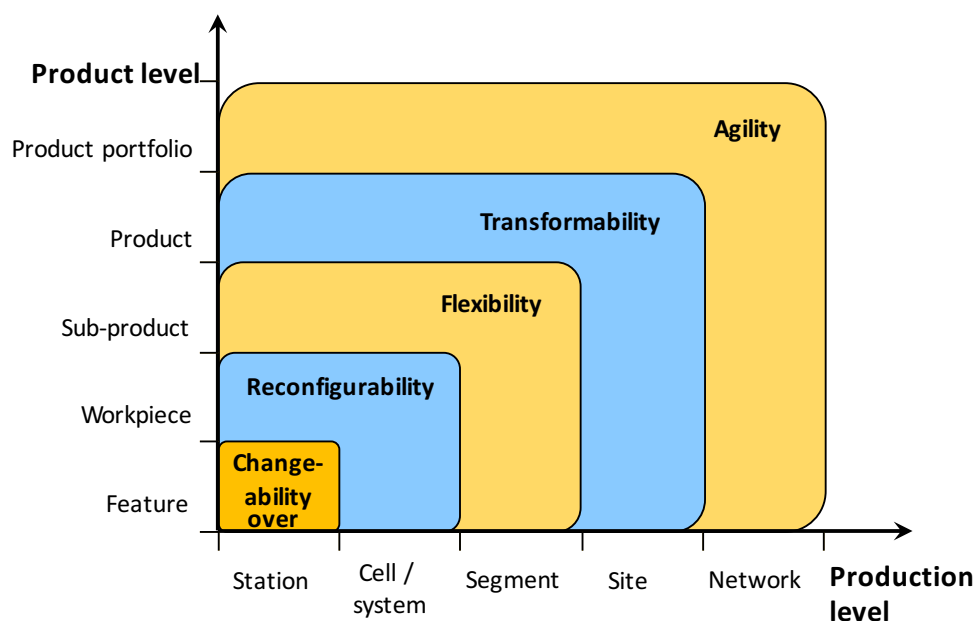 Product level
Product portfolio
Agility
Product
Transformability
Sub-product
Flexibility
Workpiece
Reconfigurability
Feature
Change-
ability
over
Station
Cell /
system
Segment
Site
Network
Production
level